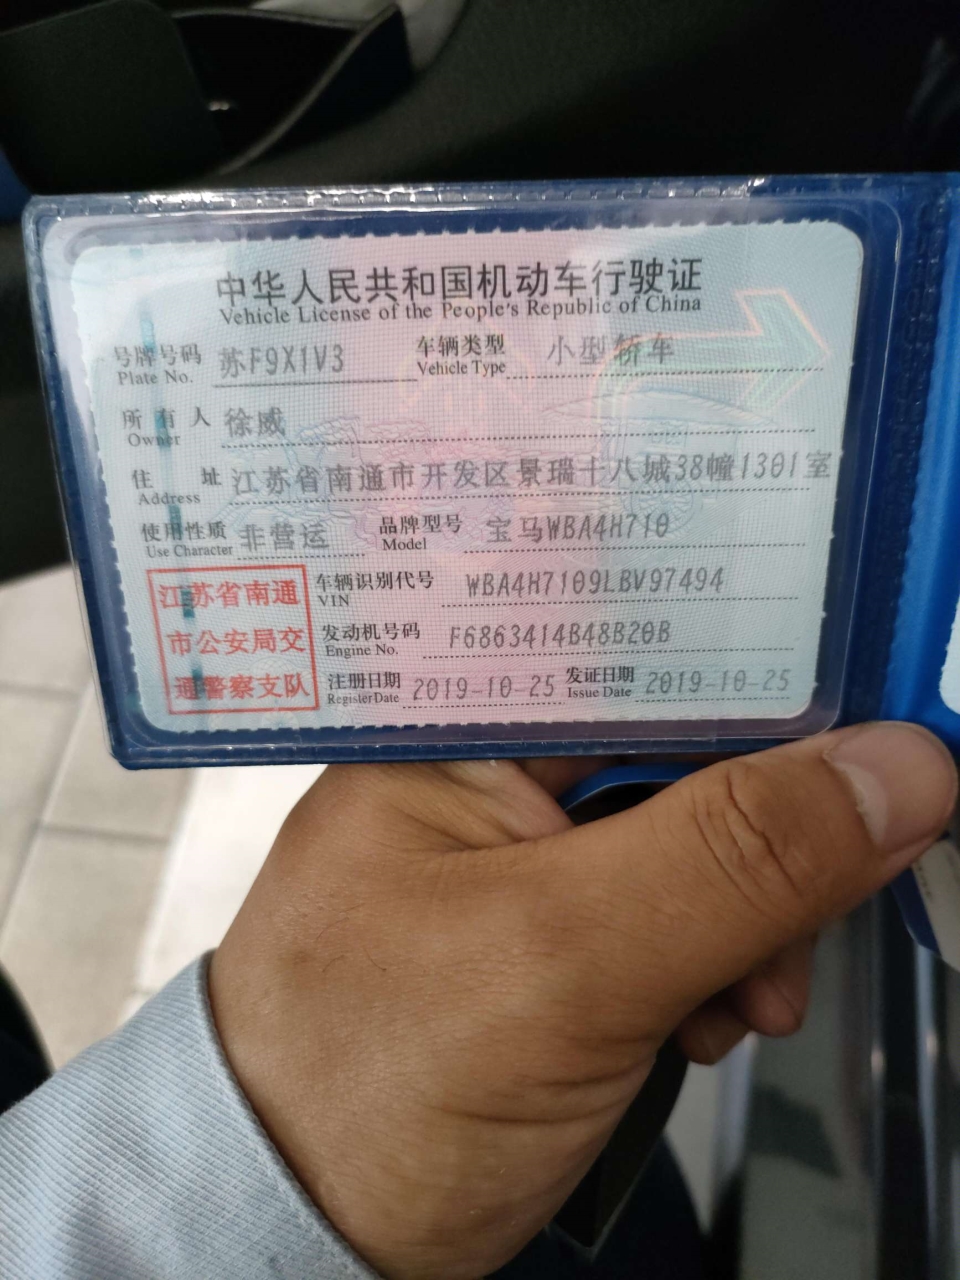 中华人民共和国机动车行驶证
Vehicle License of the People's Republic of China
号牌号码 苏F9X1V3 车辆类型 小型轿车
Plate No. Vehicle Type
所有人 徐威
Owner
住址 江苏省南通市开发区景瑞十八城38幢1301室
Address
使用性质 非营运 品牌型号 宝马WBA4H710
Use Character Model
江苏省南通
市公安局交
通警察支队
车辆识别代号 WBA4H7109LBV97494
VIN
发动机号码 F6863414B48B20B
Engine No.
注册日期 2019-10-25 发证日期 2019-10-25
Register Date Issue Date